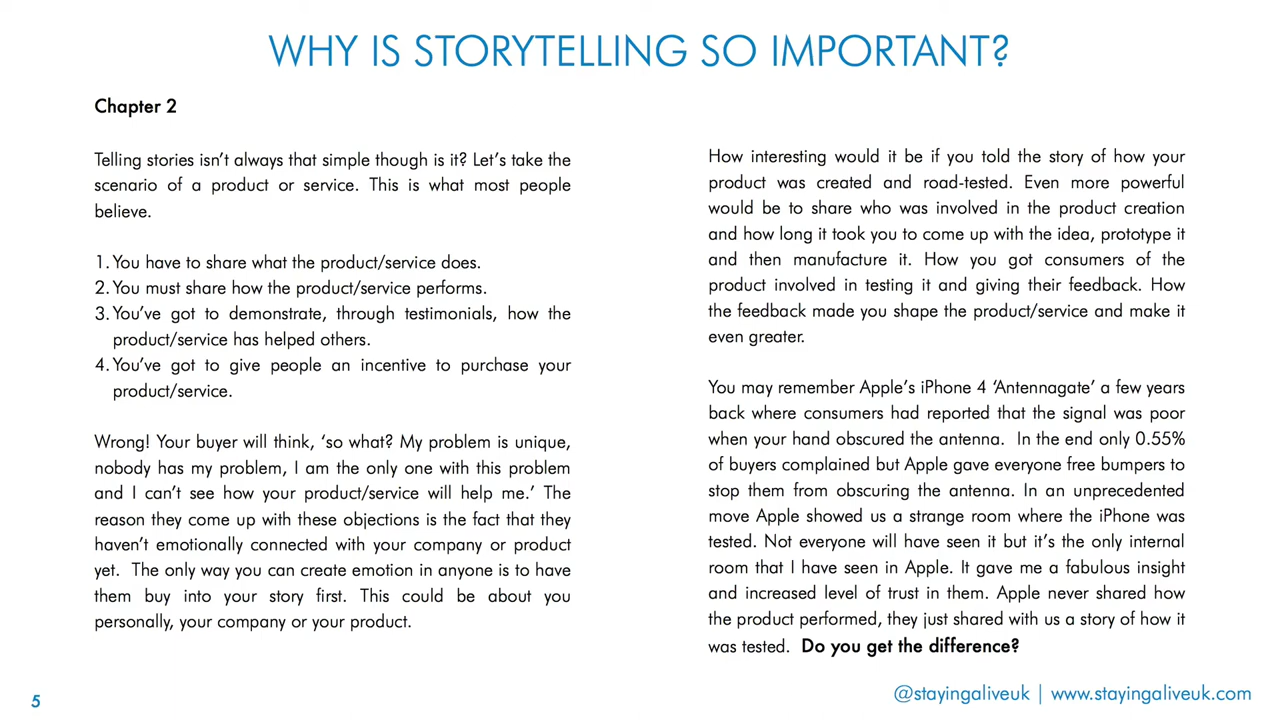 WHY IS STORYTELLING SO IMPORTANT?
Chapter 2
Telling stories isn't always that simple though is it? Let's take the
scenario of a product or service. This is what most people
believe.
1. You have to share what the product/service does.
2. You must share how the product/service performs.
3. You've got to demonstrate, through testimonials, how the
product/service has helped others.
4. You've got to give people an incentive to purchase your
product/service.
Wrong! Your buyer will think, 'so what? My problem is unique,
nobody has my problem, I am the only one with this problem
and I can't see how your product/service will help me.' The
reason they come up with these objections is the fact that they
haven't emotionally connected with your company or product
yet.  The only way you can create emotion in anyone is to have
them buy into your story first. This could be about you
personally, your company or your product.
How interesting would it be if you told the story of how your
product was created and road-tested. Even more powerful
would be to share who was involved in the product creation
and how long it took you to come up with the idea, prototype it
and then manufacture it. How you got consumers of the
product involved in testing it and giving their feedback. How
the feedback made you shape the product/service and make it
even greater.
You may remember Apple's iPhone 4 'Antennagate' a few years
back where consumers had reported that the signal was poor
when your hand obscured the antenna.  In the end only 0.55%
of buyers complained but Apple gave everyone free bumpers to
stop them from obscuring the antenna. In an unprecedented
move Apple showed us a strange room where the iPhone was
tested. Not everyone will have seen it but it's the only internal
room that I have seen in Apple. It gave me a fabulous insight
and increased level of trust in them. Apple never shared how
the product performed, they just shared with us a story of how it
was tested.  Do you get the difference?
5
@stayingaliveuk | www.stayingaliveuk.com